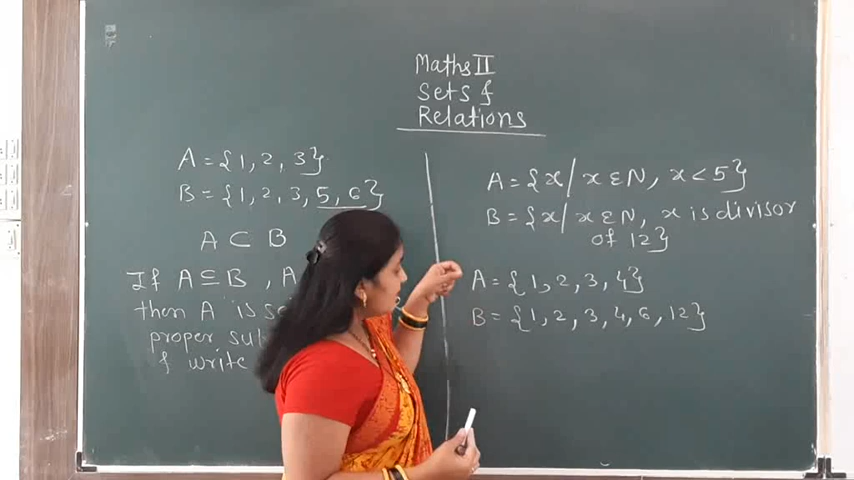 Maths II
Sets &
Relations
A = {1, 2, 3}
B = {1, 2, 3, 5, 6}
A ⊂ B
If A ⊆ B , A
then A is
proper
& write
A = {x / x ∈ N, x < 5}
B = {x / x ∈ N, x is divisor
of 12}
A = {1, 2, 3, 4}
B = {1, 2, 3, 4, 6, 12}